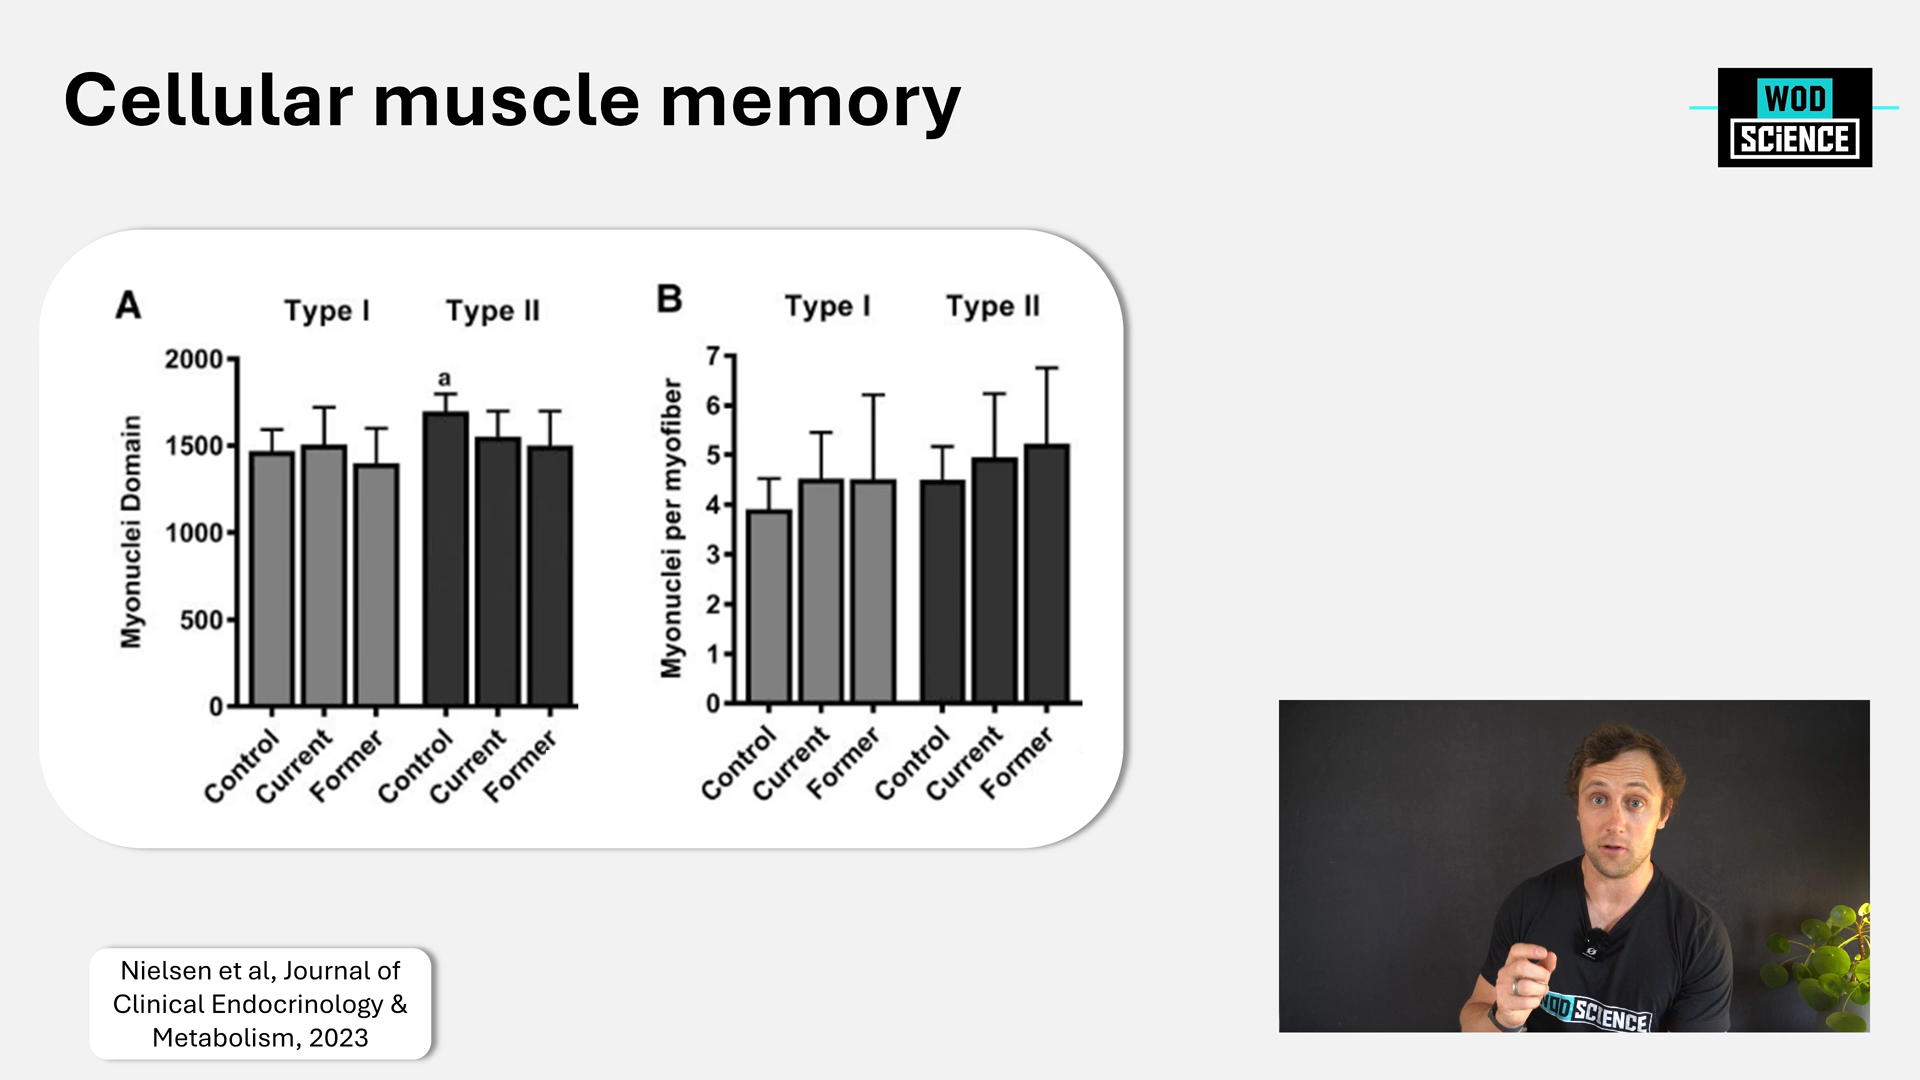 Cellular muscle memory
WOD
SCiENCE
A
Type I
Type II
2000
1500
1000
500
0
Myonuclei Domain
a
Control
Current
Former
Control
Current
Former
B
Type I
Type II
7
6
5
4
3
2
1
0
Myonuclei per myofiber
Control
Current
Former
Control
Current
Former
Nielsen et al, Journal of
Clinical Endocrinology &
Metabolism, 2023
WOD SCiENCE